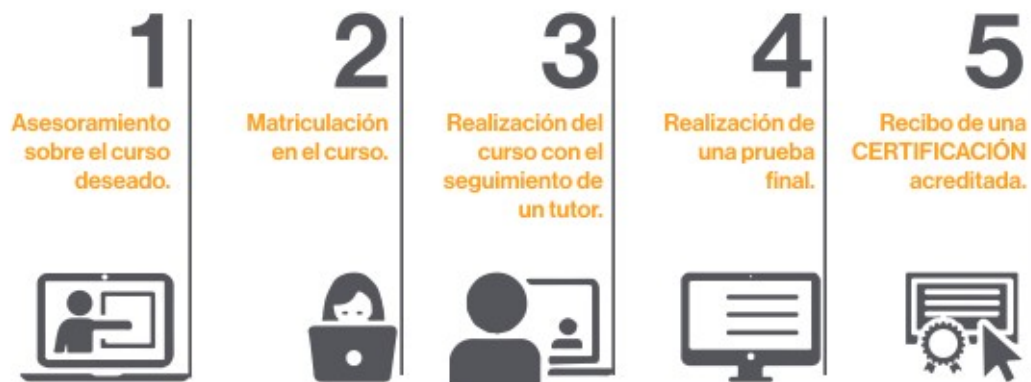 1
Asesoramiento
sobre el curso
deseado.
2
Matriculación
en el curso.
3
Realización del
curso con el
seguimiento de
un tutor.
4
Realización de
una prueba
final.
5
Recibo de una
CERTIFICACIÓN
acreditada.